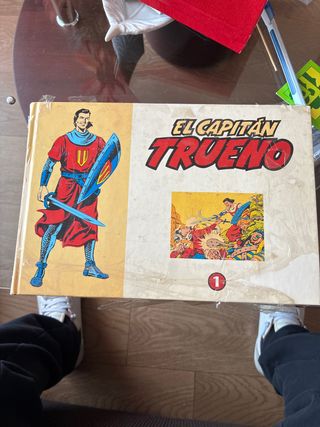 EL CAPITÁN
TRUENO
1